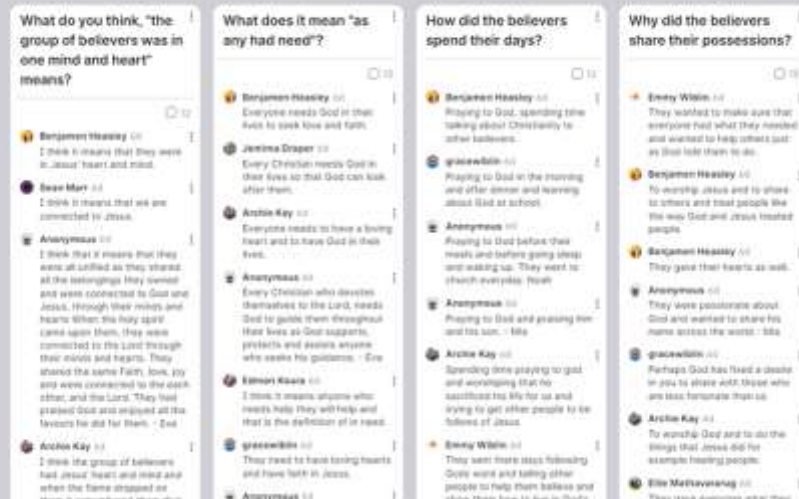 What do you think, "the
group of believers was in
one mind and heart"
means?
12
Benjamen Heasley
I think it means that they were
in Jesus' heart and mind.
Sean Marr
I think it means that we are
connected to Jesus.
Anonymous
I think that it means that they
were all unified as they shared
all the belongings they owned
and were connected to God and
Jesus, through their minds and
hearts When the holy spirit
came upon them, they were
connected to the Lord through
their minds and hearts. They
shared the same Faith, love, joy
and were connected to the each
other, and the Lord. They had
praised God and enjoyed all the
favours he did for them. - Eva
Archie Kay
I think the group of believers
had Jesus' heart and mind and
when the flame dropped on
What does it mean "as
any had need"?
13
Benjamen Heasley
Everyone needs God in their
lives to seek love and faith.
Jemima Draper
Every Christian needs God in
their lives so that God can look
after them.
Archie Kay
Everyone needs to have a loving
heart and to have God in their
lives.
Anonymous
Every Christian who devotes
themselves to the Lord, needs
God to guide them throughout
their lives as God supports,
protects and assists anyone
who seeks his guidance. - Eva
Edmon Koura
I think it means anyone who
needs help they will help and
that is the definition of in need.
gracewiblin
They need to have loving hearts
and have faith in Jesus.
Anonymous
How did the believers
spend their days?
12
Benjamen Heasley
Praying to God, spending time
talking about Christianity to
other believers.
gracewiblin
Praying to God in the morning
and after dinner and learning
about God at school.
Anonymous
Praying to God before their
meals and before going sleep
and waking up. They went to
church everyday. Noah
Anonymous
Praying to God and praising him
and his son. - Mila
Archie Kay
Spending time praying to god
and worshiping that he
sacrificed his life for us and
trying to get other people to be
follows of Jesus.
Emmy Wiblin
They sent there days following
Gods word and telling other
people to help them believe and
Why did the believers
share their possessions?
13
Emmy Wiblin
They wanted to make sure that
everyone had what they needed
and wanted to help others just
as God told them to do.
Benjamen Heasley
To worship Jesus and to share
to others and treat people like
the way God and Jesus treated
people.
Benjamen Heasley
They gave their hearts as well.
Anonymous
They were passionate about
God and wanted to share his
name across the world - Mila
gracewiblin
Perhaps God has fixed a desire
in you to share with those who
are less fortunate than us.
Archie Kay
To worship God and to do the
things that Jesus did for
example healing people.
Ellie